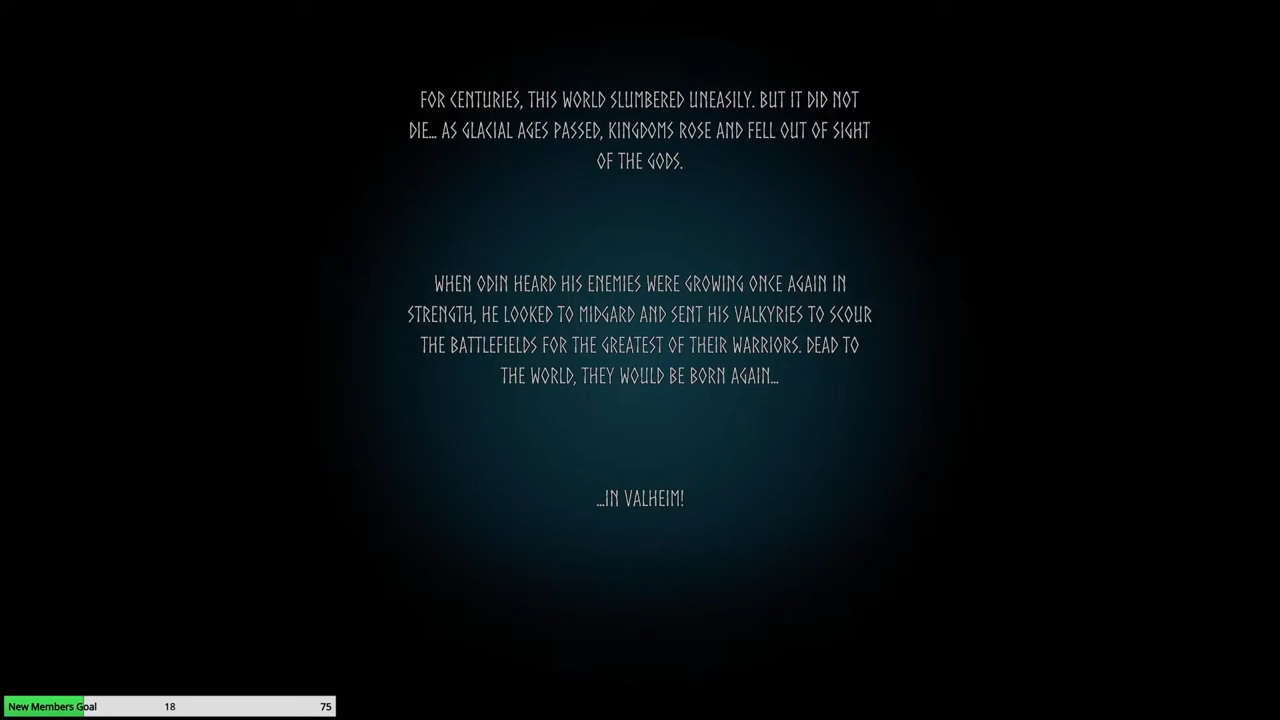 FOR CENTURIES, THIS WORLD SLUMBERED UNEASILY. BUT IT DID NOT
DIE... AS GLACIAL AGES PASSED, KINGDOMS ROSE AND FELL OUT OF SIGHT
OF THE GODS.
WHEN ODIN HEARD HIS ENEMIES WERE GROWING ONCE AGAIN IN
STRENGTH, HE LOOKED TO MIDGARD AND SENT HIS VALKYRIES TO SCOUR
THE BATTLEFIELDS FOR THE GREATEST OF THEIR WARRIORS. DEAD TO
THE WORLD, THEY WOULD BE BORN AGAIN...
...IN VALHEIM!
New Members Goal 18 75